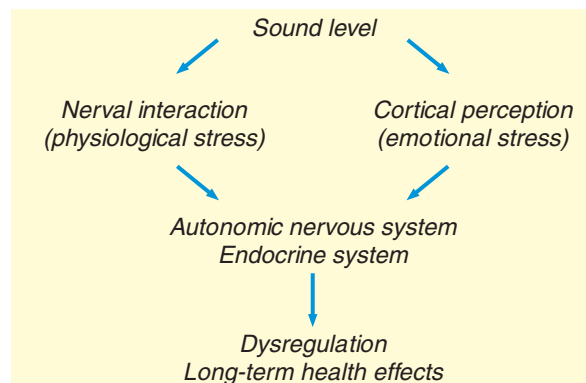 Sound level
Nerval interaction
(physiological stress)
Cortical perception
(emotional stress)
Autonomic nervous system
Endocrine system
Dysregulation
Long-term health effects